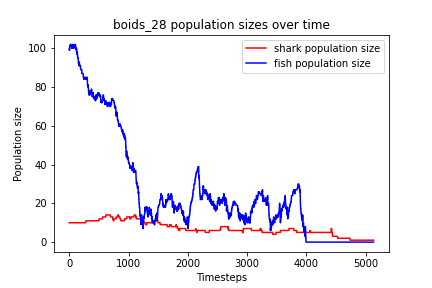 boids_28 population sizes over time
shark population size
fish population size
Population size
100
80
60
40
20
0
0 1000 2000 3000 4000 5000
Timesteps